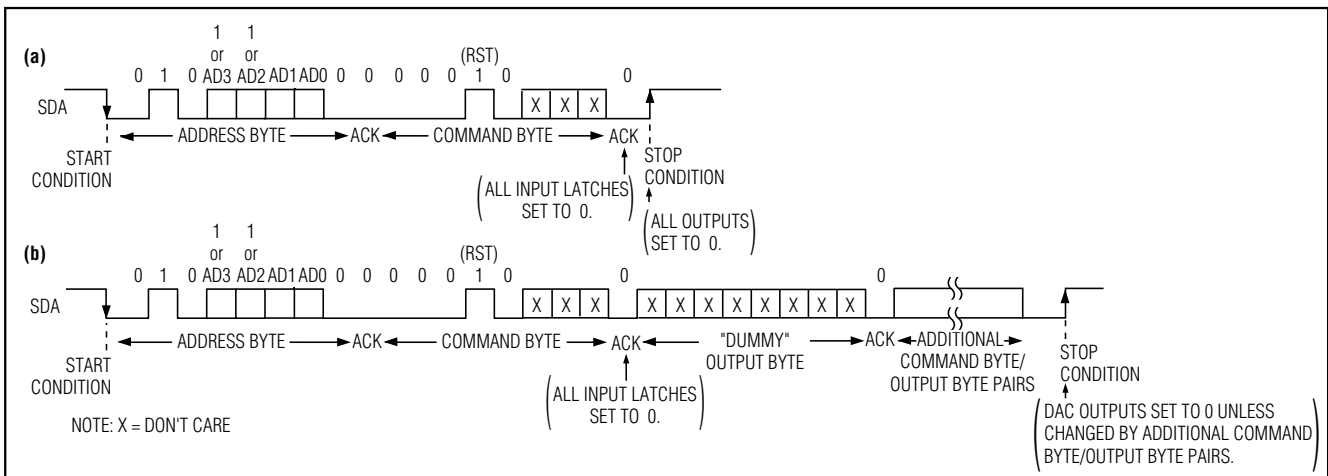 (a)
1 1
or or (RST)
0 1 0 AD3 AD2 AD1 AD0 0 0 0 0 0 1 0 0
SDA X X X
ADDRESS BYTE ACK COMMAND BYTE ACK
START CONDITION
STOP CONDITION
(ALL INPUT LATCHES
SET TO 0.)
(ALL OUTPUTS
SET TO 0.)
(b)
1 1
or or (RST)
0 1 0 AD3 AD2 AD1 AD0 0 0 0 0 0 1 0 0 0
SDA X X X X X X X X X X X
ADDRESS BYTE ACK COMMAND BYTE ACK "DUMMY" OUTPUT BYTE ACK ADDITIONAL COMMAND BYTE/ OUTPUT BYTE PAIRS
START CONDITION
STOP CONDITION
(ALL INPUT LATCHES
SET TO 0.)
NOTE: X = DON'T CARE
(DAC OUTPUTS SET TO 0 UNLESS
CHANGED BY ADDITIONAL COMMAND
BYTE/OUTPUT BYTE PAIRS.)